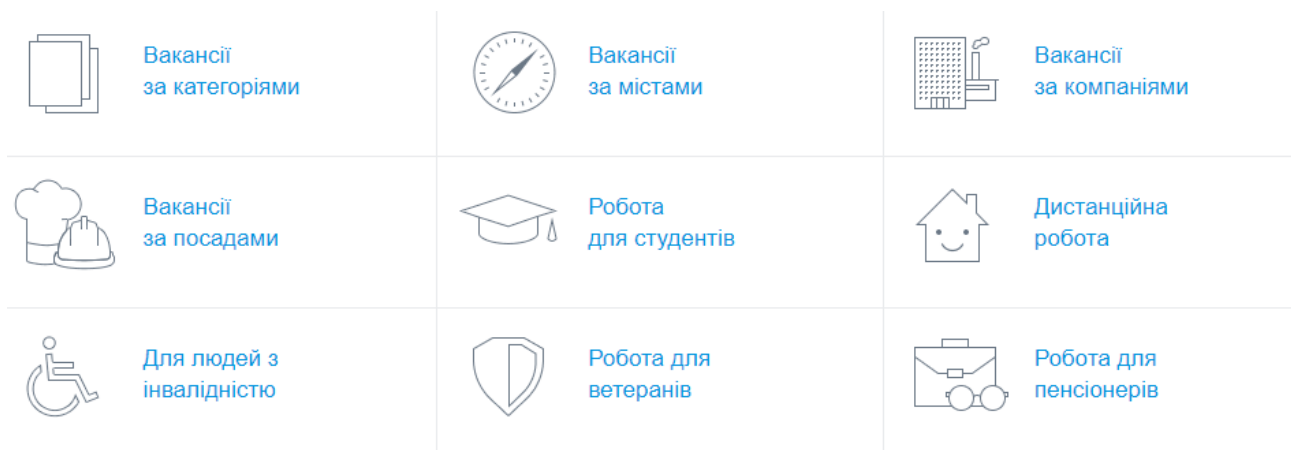 Вакансії
за категоріями
Вакансії
за містами
Вакансії
за компаніями
Вакансії
за посадами
Робота
для студентів
Дистанційна
робота
Для людей з
інвалідністю
Робота для
ветеранів
Робота для
пенсіонерів